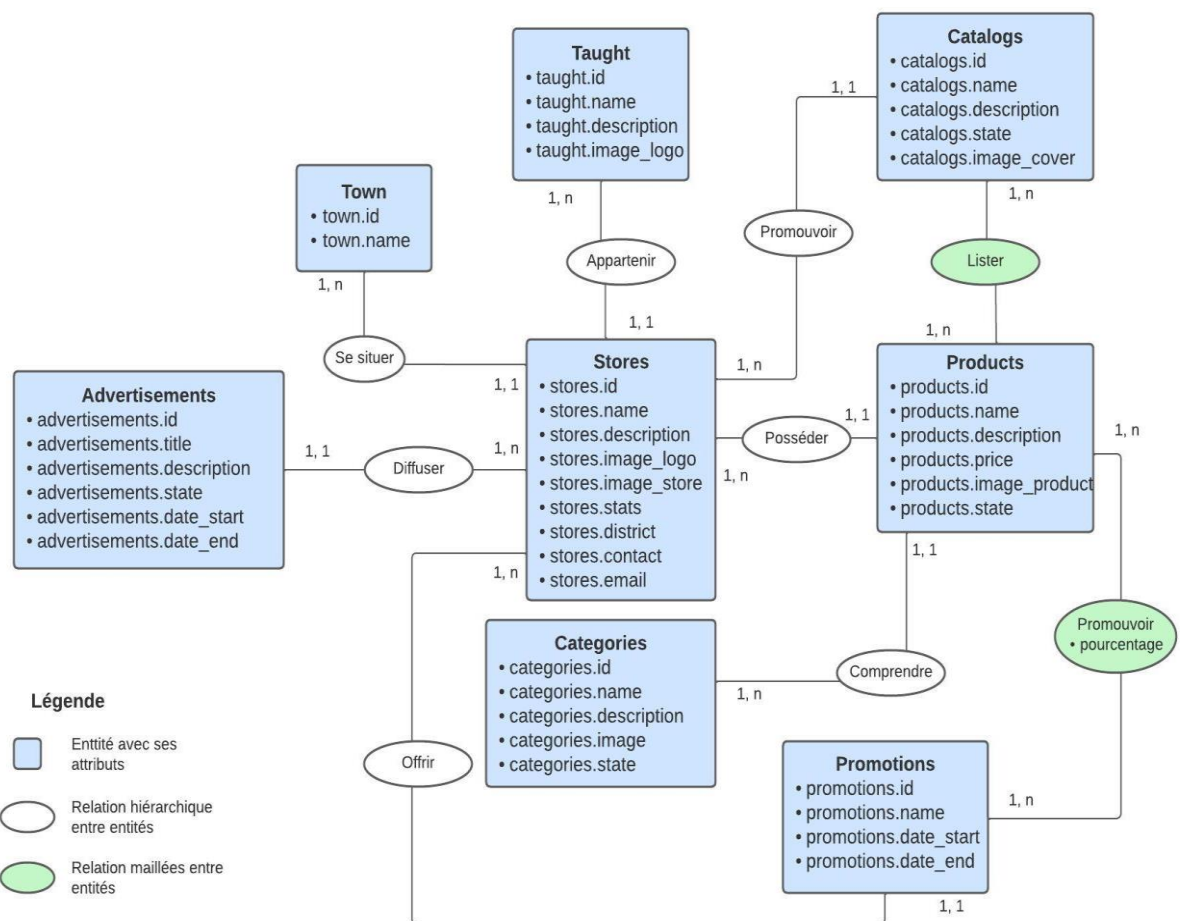 Taught
• taught.id
• taught.name
• taught.description
• taught.image_logo
Catalogs
• catalogs.id
• catalogs.name
• catalogs.description
• catalogs.state
• catalogs.image_cover
1, 1
Town
• town.id
• town.name
1, n
1, n
Promouvoir
Appartenir
Lister
1, n
1, 1
1, n
Se situer
1, 1
Stores
• stores.id
• stores.name
• stores.description
• stores.image_logo
• stores.image_store
• stores.stats
• stores.district
• stores.contact
• stores.email
1, n
Products
• products.id
• products.name
• products.description
• products.price
• products.image_product
• products.state
Advertisements
• advertisements.id
• advertisements.title
• advertisements.description
• advertisements.state
• advertisements.date_start
• advertisements.date_end
1, 1
Diffuser
1, n
Posséder
1, 1
1, n
1, n
1, n
1, 1
Categories
• categories.id
• categories.name
• categories.description
• categories.image
• categories.state
1, n
Comprendre
Promouvoir
• pourcentage
Légende
Enttité avec ses
attributs
Relation hiérarchique
entre entités
Relation maillées entre
entités
Offrir
Promotions
• promotions.id
• promotions.name
• promotions.date_start
• promotions.date_end
1, n
1, 1